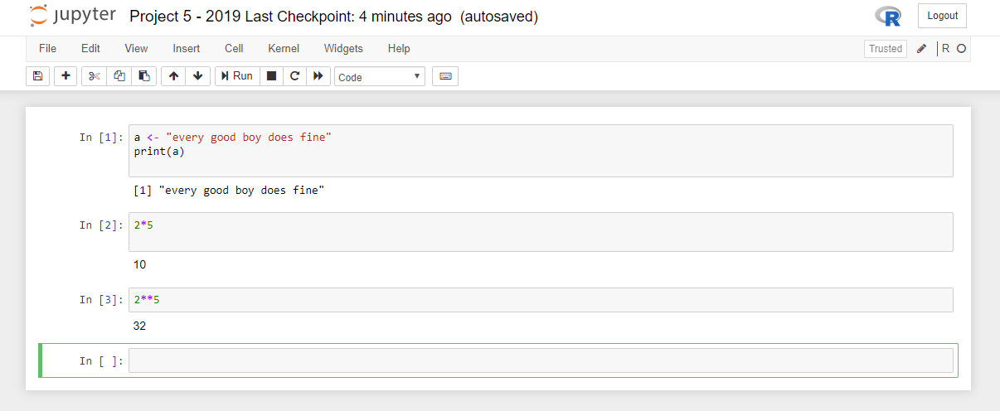 jupyter Project 5 - 2019 Last Checkpoint: 4 minutes ago (autosaved) R Logout
File Edit View Insert Cell Kernel Widgets Help Trusted R
Run Code
In [1]: a <- "every good boy does fine"
print(a)
[1] "every good boy does fine"
In [2]: 2*5
10
In [3]: 2**5
32
In [ ]: